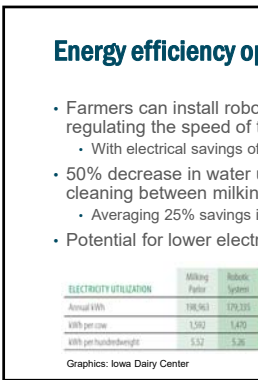 Energy efficiency op
• Farmers can install robo
regulating the speed of t
• With electrical savings of
• 50% decrease in water u
cleaning between milkin
• Averaging 25% savings i
• Potential for lower electr
Milking Robotic
ELECTRICITY UTILIZATION Parlor System
Annual kWh 198,963 179,335
kWh per cow 1,592 1,470
kWh per hundredweight 5.52 5.26
Graphics: Iowa Dairy Center